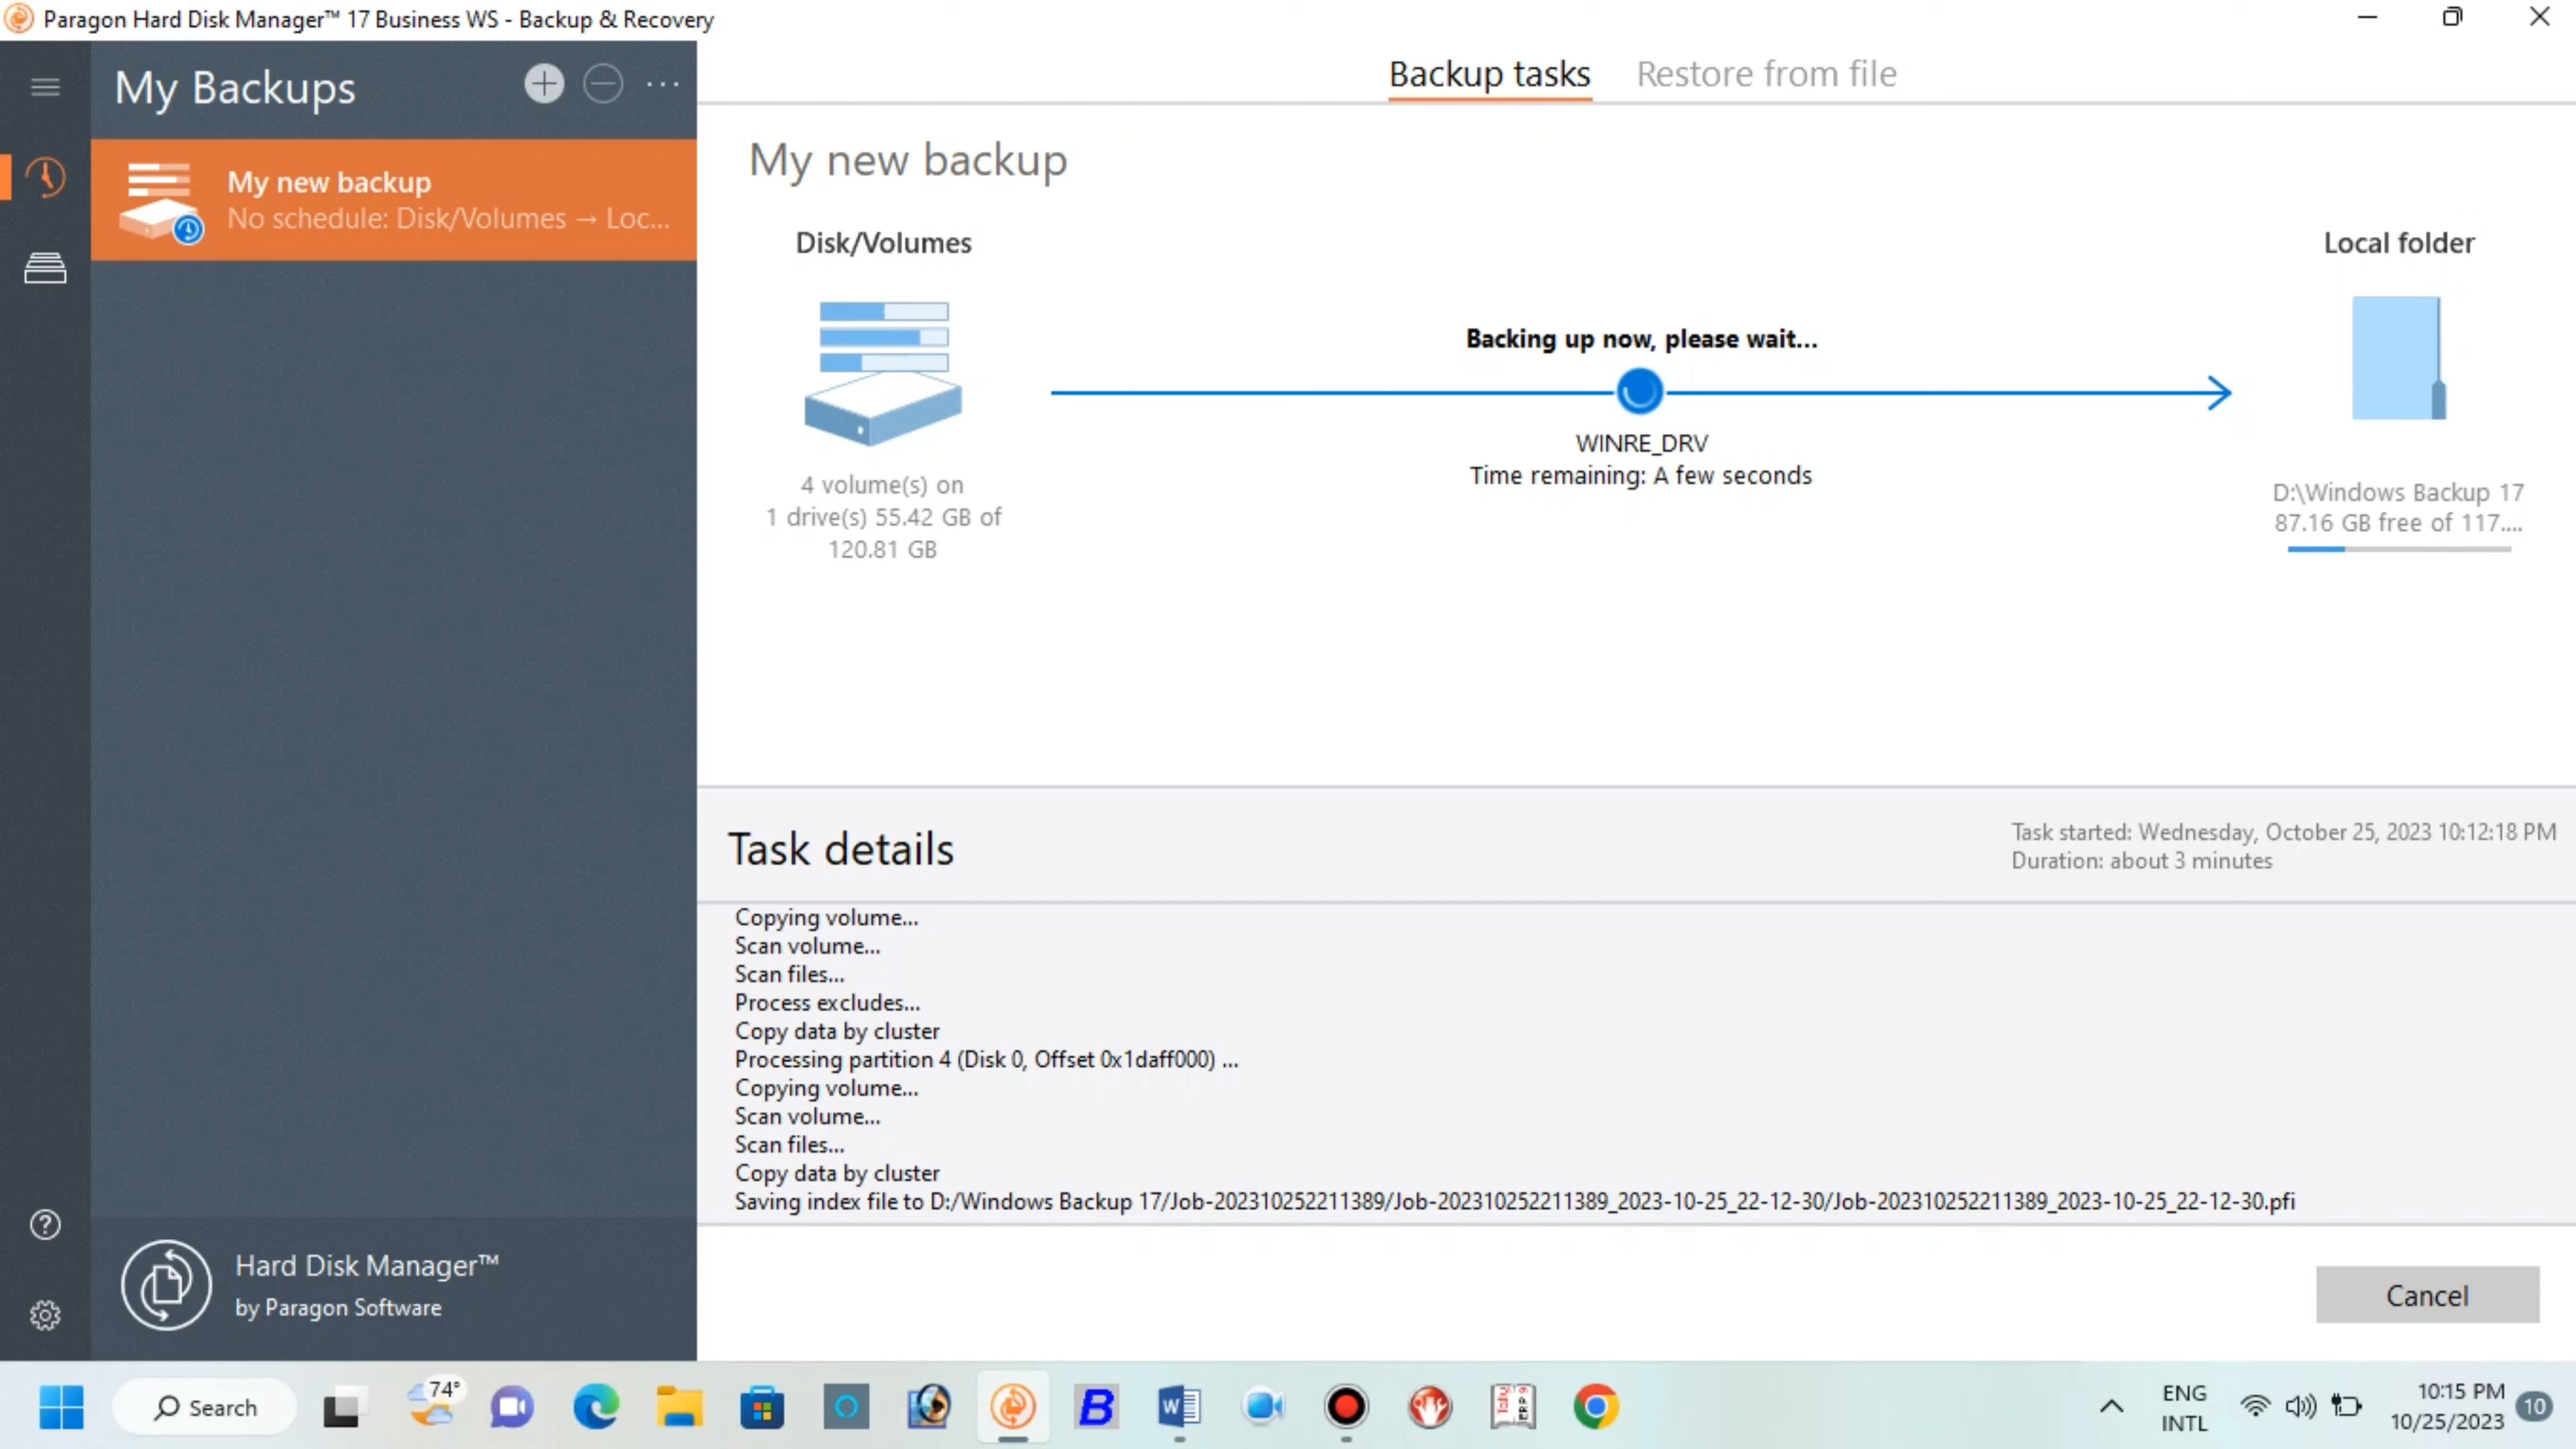 Paragon Hard Disk Manager™ 17 Business WS - Backup & Recovery
My Backups
My new backup
No schedule: Disk/Volumes → Loc...
Hard Disk Manager™
by Paragon Software
Backup tasks
Restore from file
My new backup
Disk/Volumes
4 volume(s) on
1 drive(s) 55.42 GB of
120.81 GB
Backing up now, please wait...
WINRE_DRV
Time remaining: A few seconds
Local folder
D:\Windows Backup 17
87.16 GB free of 117....
Task details
Task started: Wednesday, October 25, 2023 10:12:18 PM
Duration: about 3 minutes
Copying volume...
Scan volume...
Scan files...
Process excludes...
Copy data by cluster
Processing partition 4 (Disk 0, Offset 0x1daff000) ...
Copying volume...
Scan volume...
Scan files...
Copy data by cluster
Saving index file to D:/Windows Backup 17/Job-202310252211389/Job-202310252211389_2023-10-25_22-12-30/Job-202310252211389_2023-10-25_22-12-30.pfi
Cancel
Search
74°
B
W
Tally
ERP 9
ENG
INTL
10:15 PM
10/25/2023
10